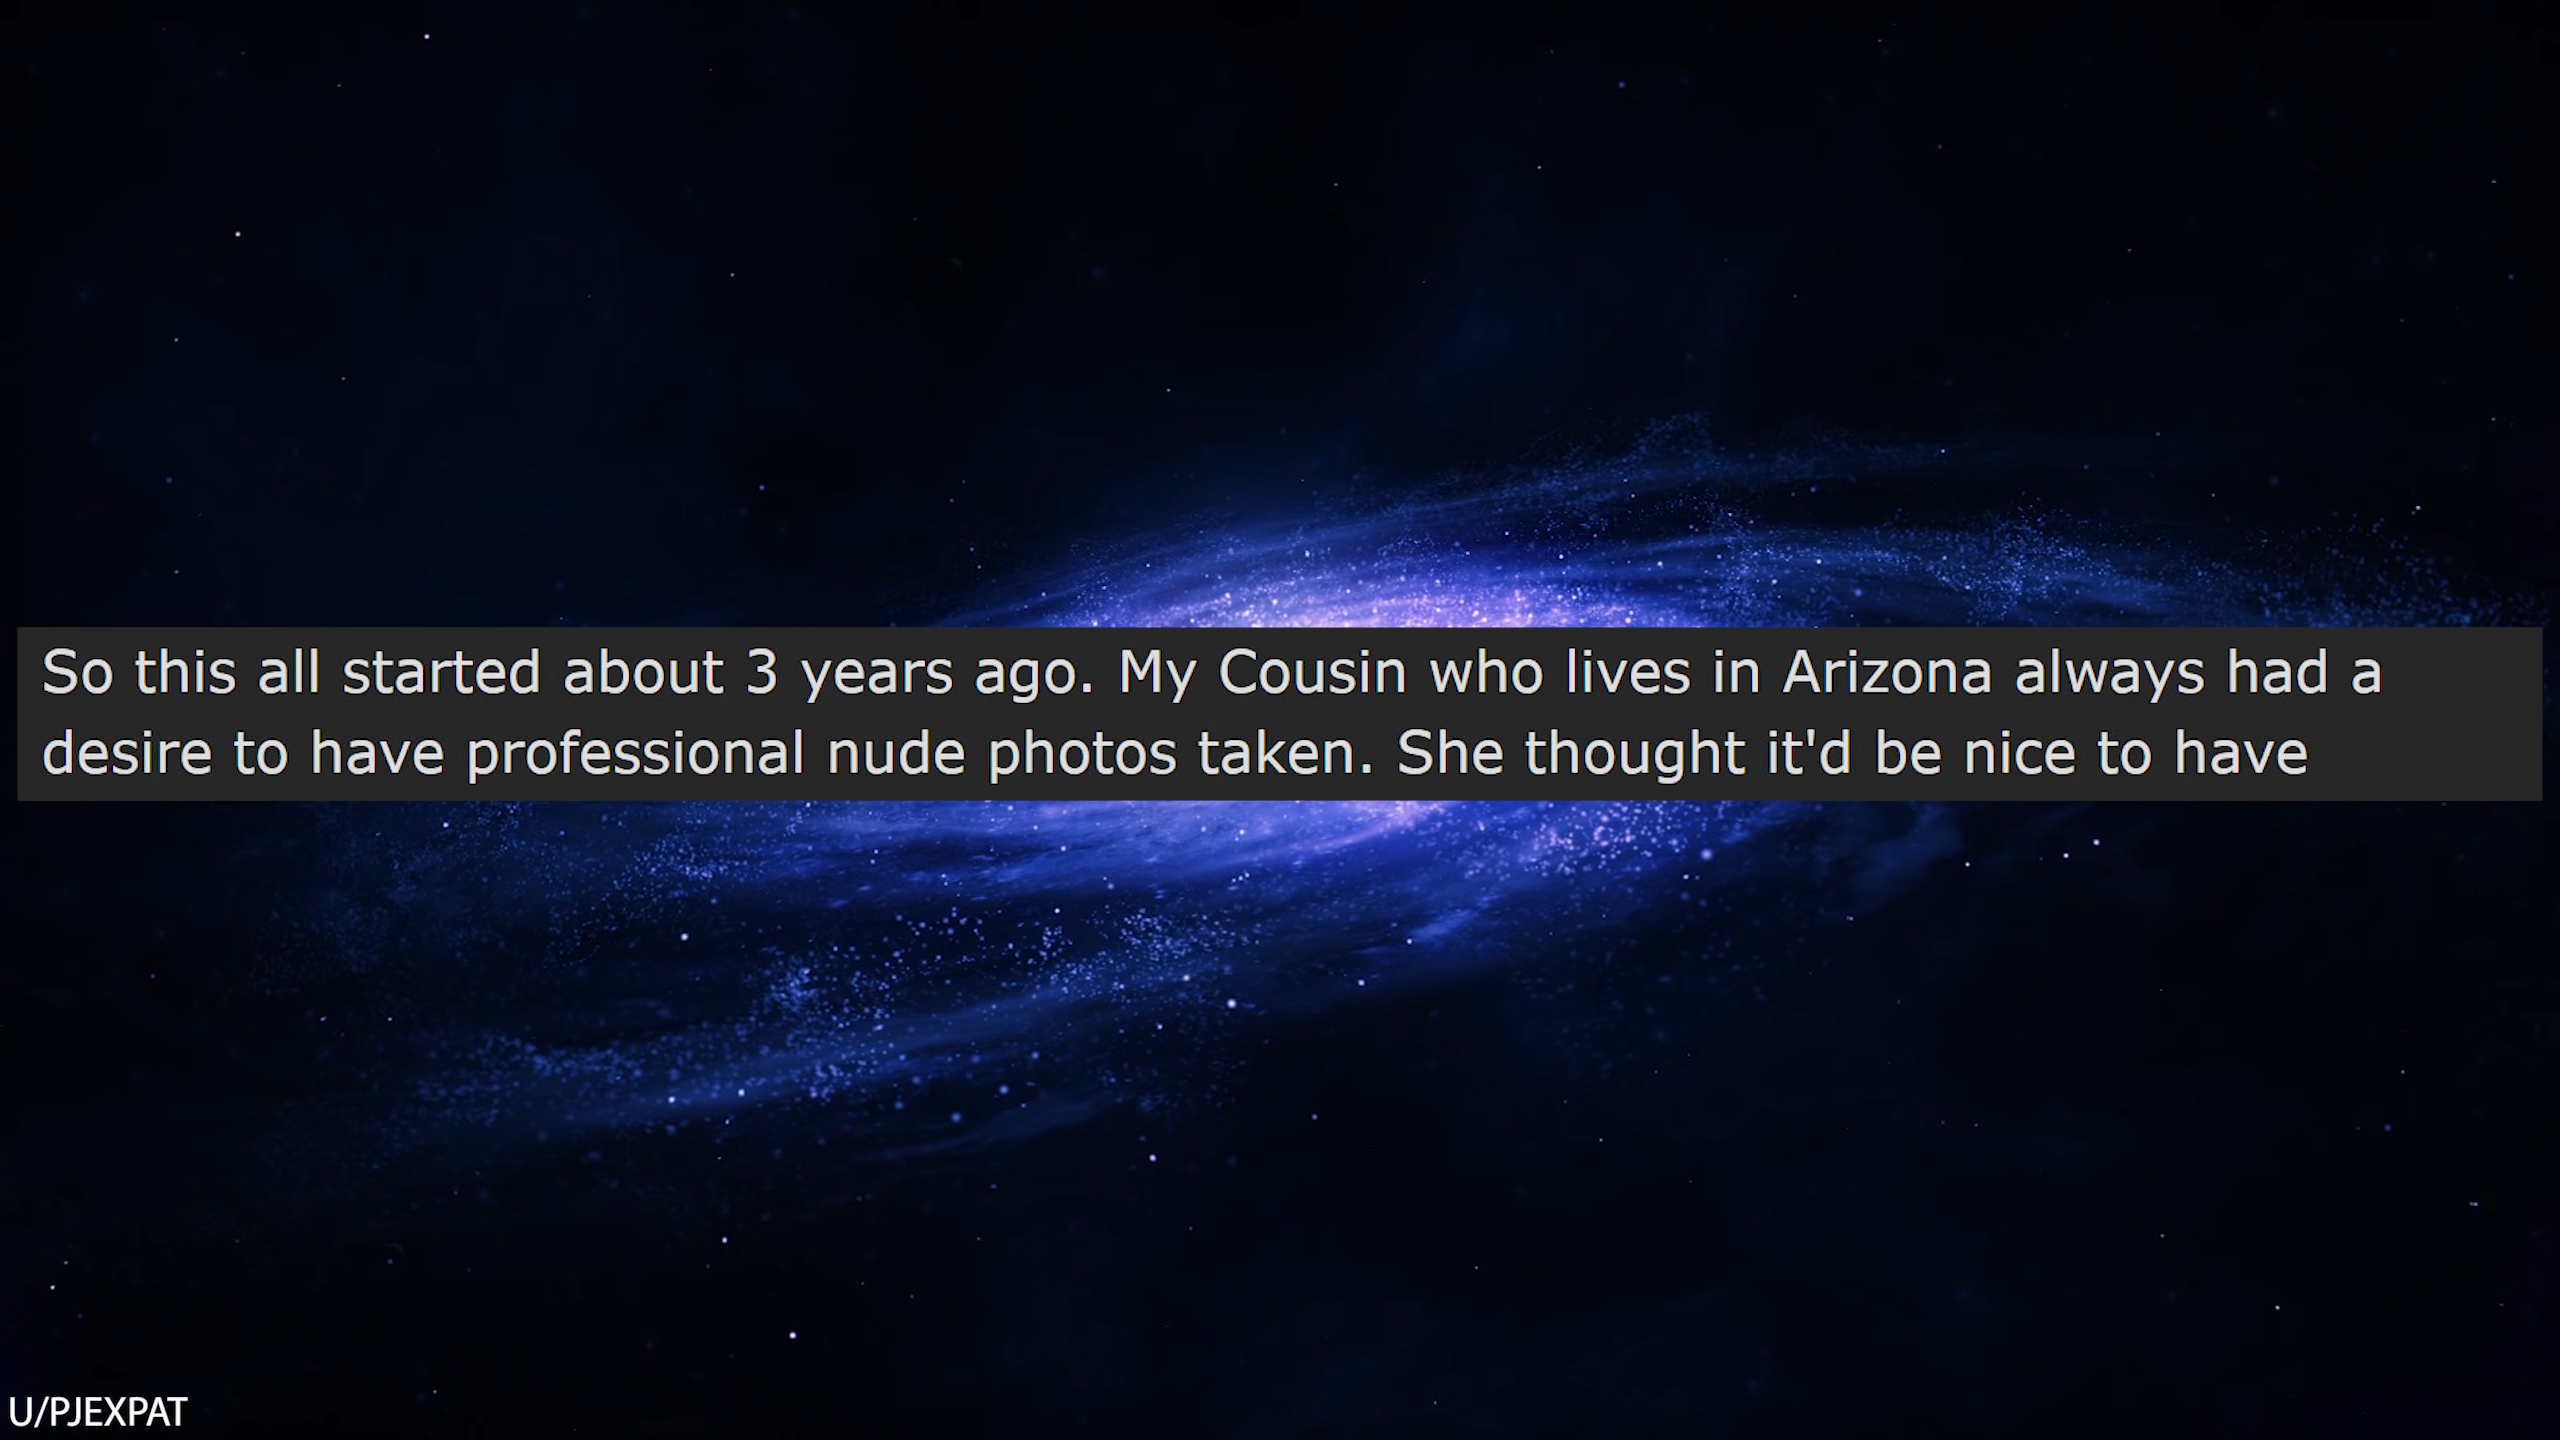 So this all started about 3 years ago. My Cousin who lives in Arizona always had a
desire to have professional nude photos taken. She thought it'd be nice to have
U/PJEXPAT